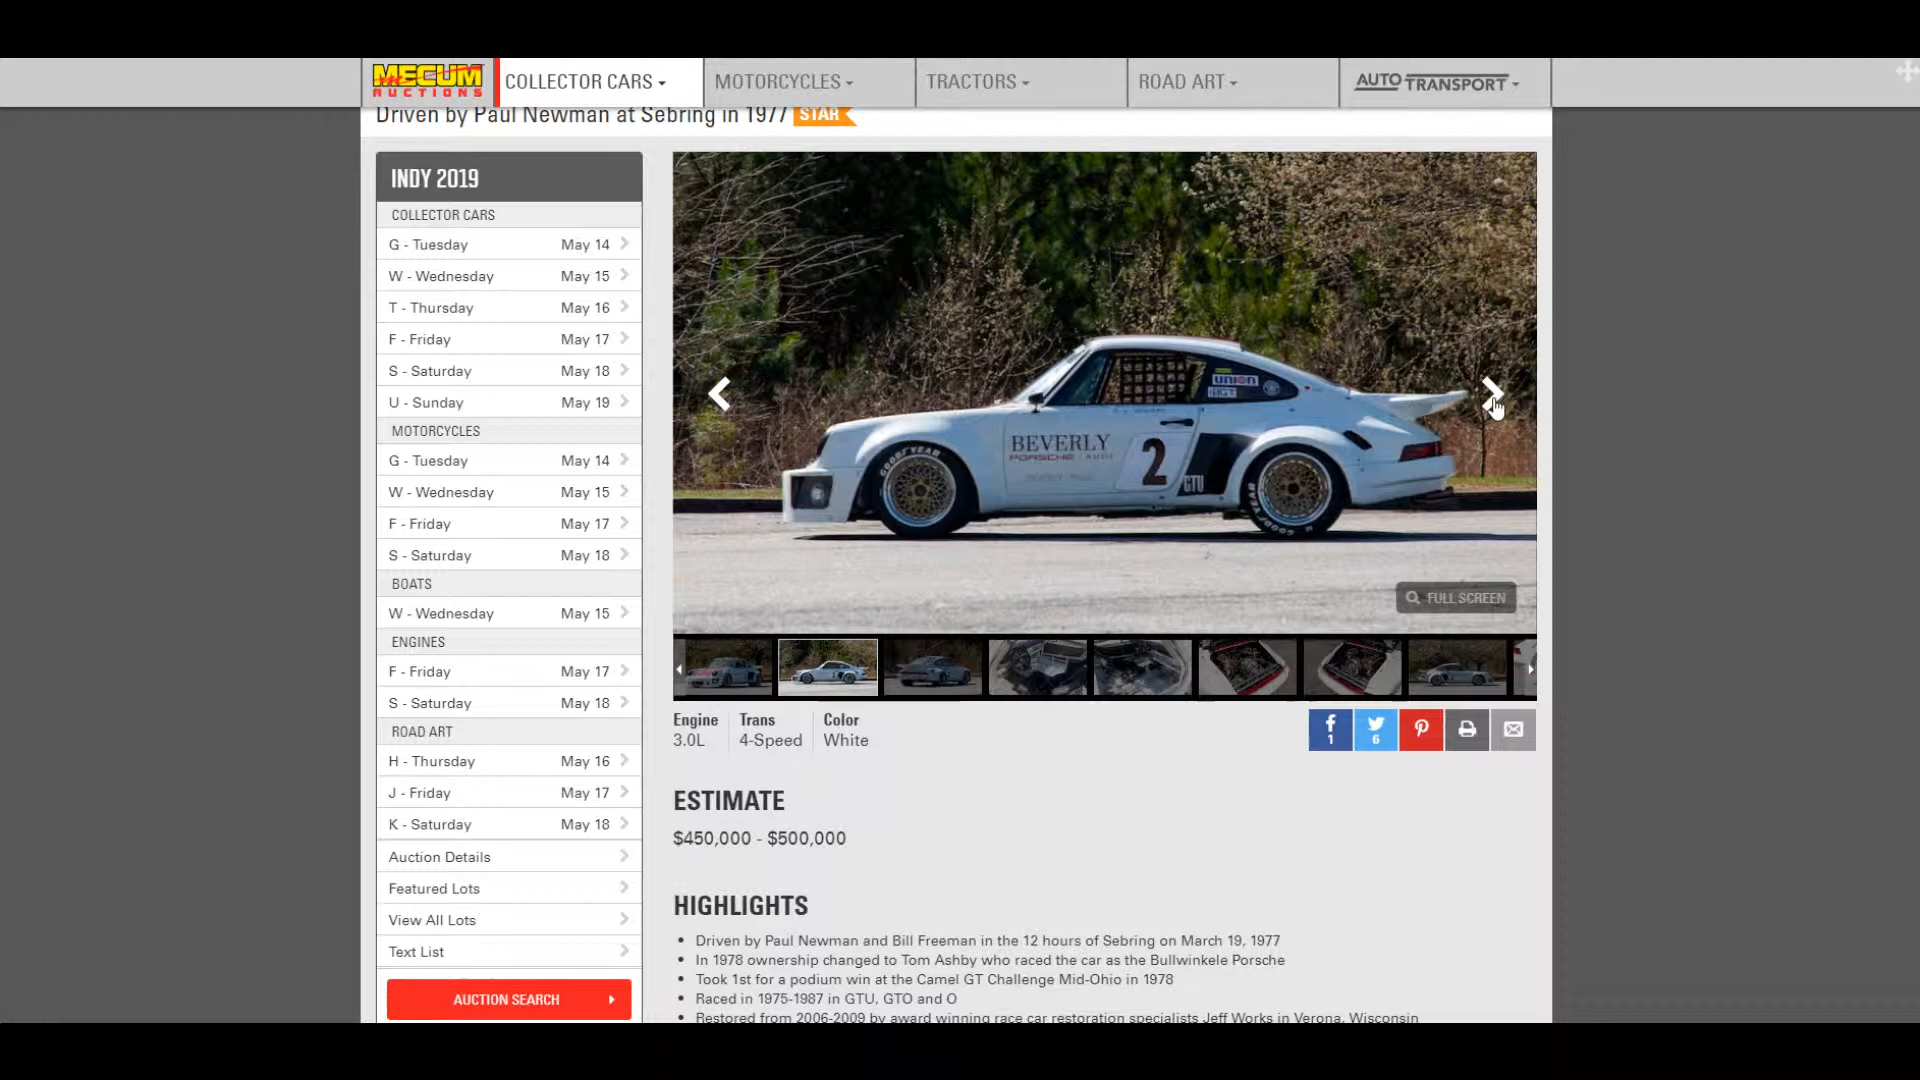 MECUM
AUCTIONS
COLLECTOR CARS
MOTORCYCLES
TRACTORS
ROAD ART
AUTO TRANSPORT
Driven by Paul Newman at Sebring in 1977 STAR
INDY 2019
COLLECTOR CARS
G - Tuesday May 14
W - Wednesday May 15
T - Thursday May 16
F - Friday May 17
S - Saturday May 18
U - Sunday May 19
MOTORCYCLES
G - Tuesday May 14
W - Wednesday May 15
F - Friday May 17
S - Saturday May 18
BOATS
W - Wednesday May 15
ENGINES
F - Friday May 17
S - Saturday May 18
ROAD ART
H - Thursday May 16
J - Friday May 17
K - Saturday May 18
Auction Details
Featured Lots
View All Lots
Text List
AUCTION SEARCH
UNION
BEVERLY
PORSCHE AUDI
2
GTU
GOODYEAR
GOODYEAR
FULL SCREEN
Engine Trans Color
3.0L 4-Speed White
1 6
ESTIMATE
$450,000 - $500,000
HIGHLIGHTS
• Driven by Paul Newman and Bill Freeman in the 12 hours of Sebring on March 19, 1977
• In 1978 ownership changed to Tom Ashby who raced the car as the Bullwinkele Porsche
• Took 1st for a podium win at the Camel GT Challenge Mid-Ohio in 1978
• Raced in 1975-1987 in GTU, GTO and O
• Restored from 2006-2009 by award winning race car restoration specialists Jeff Works in Verona, Wisconsin